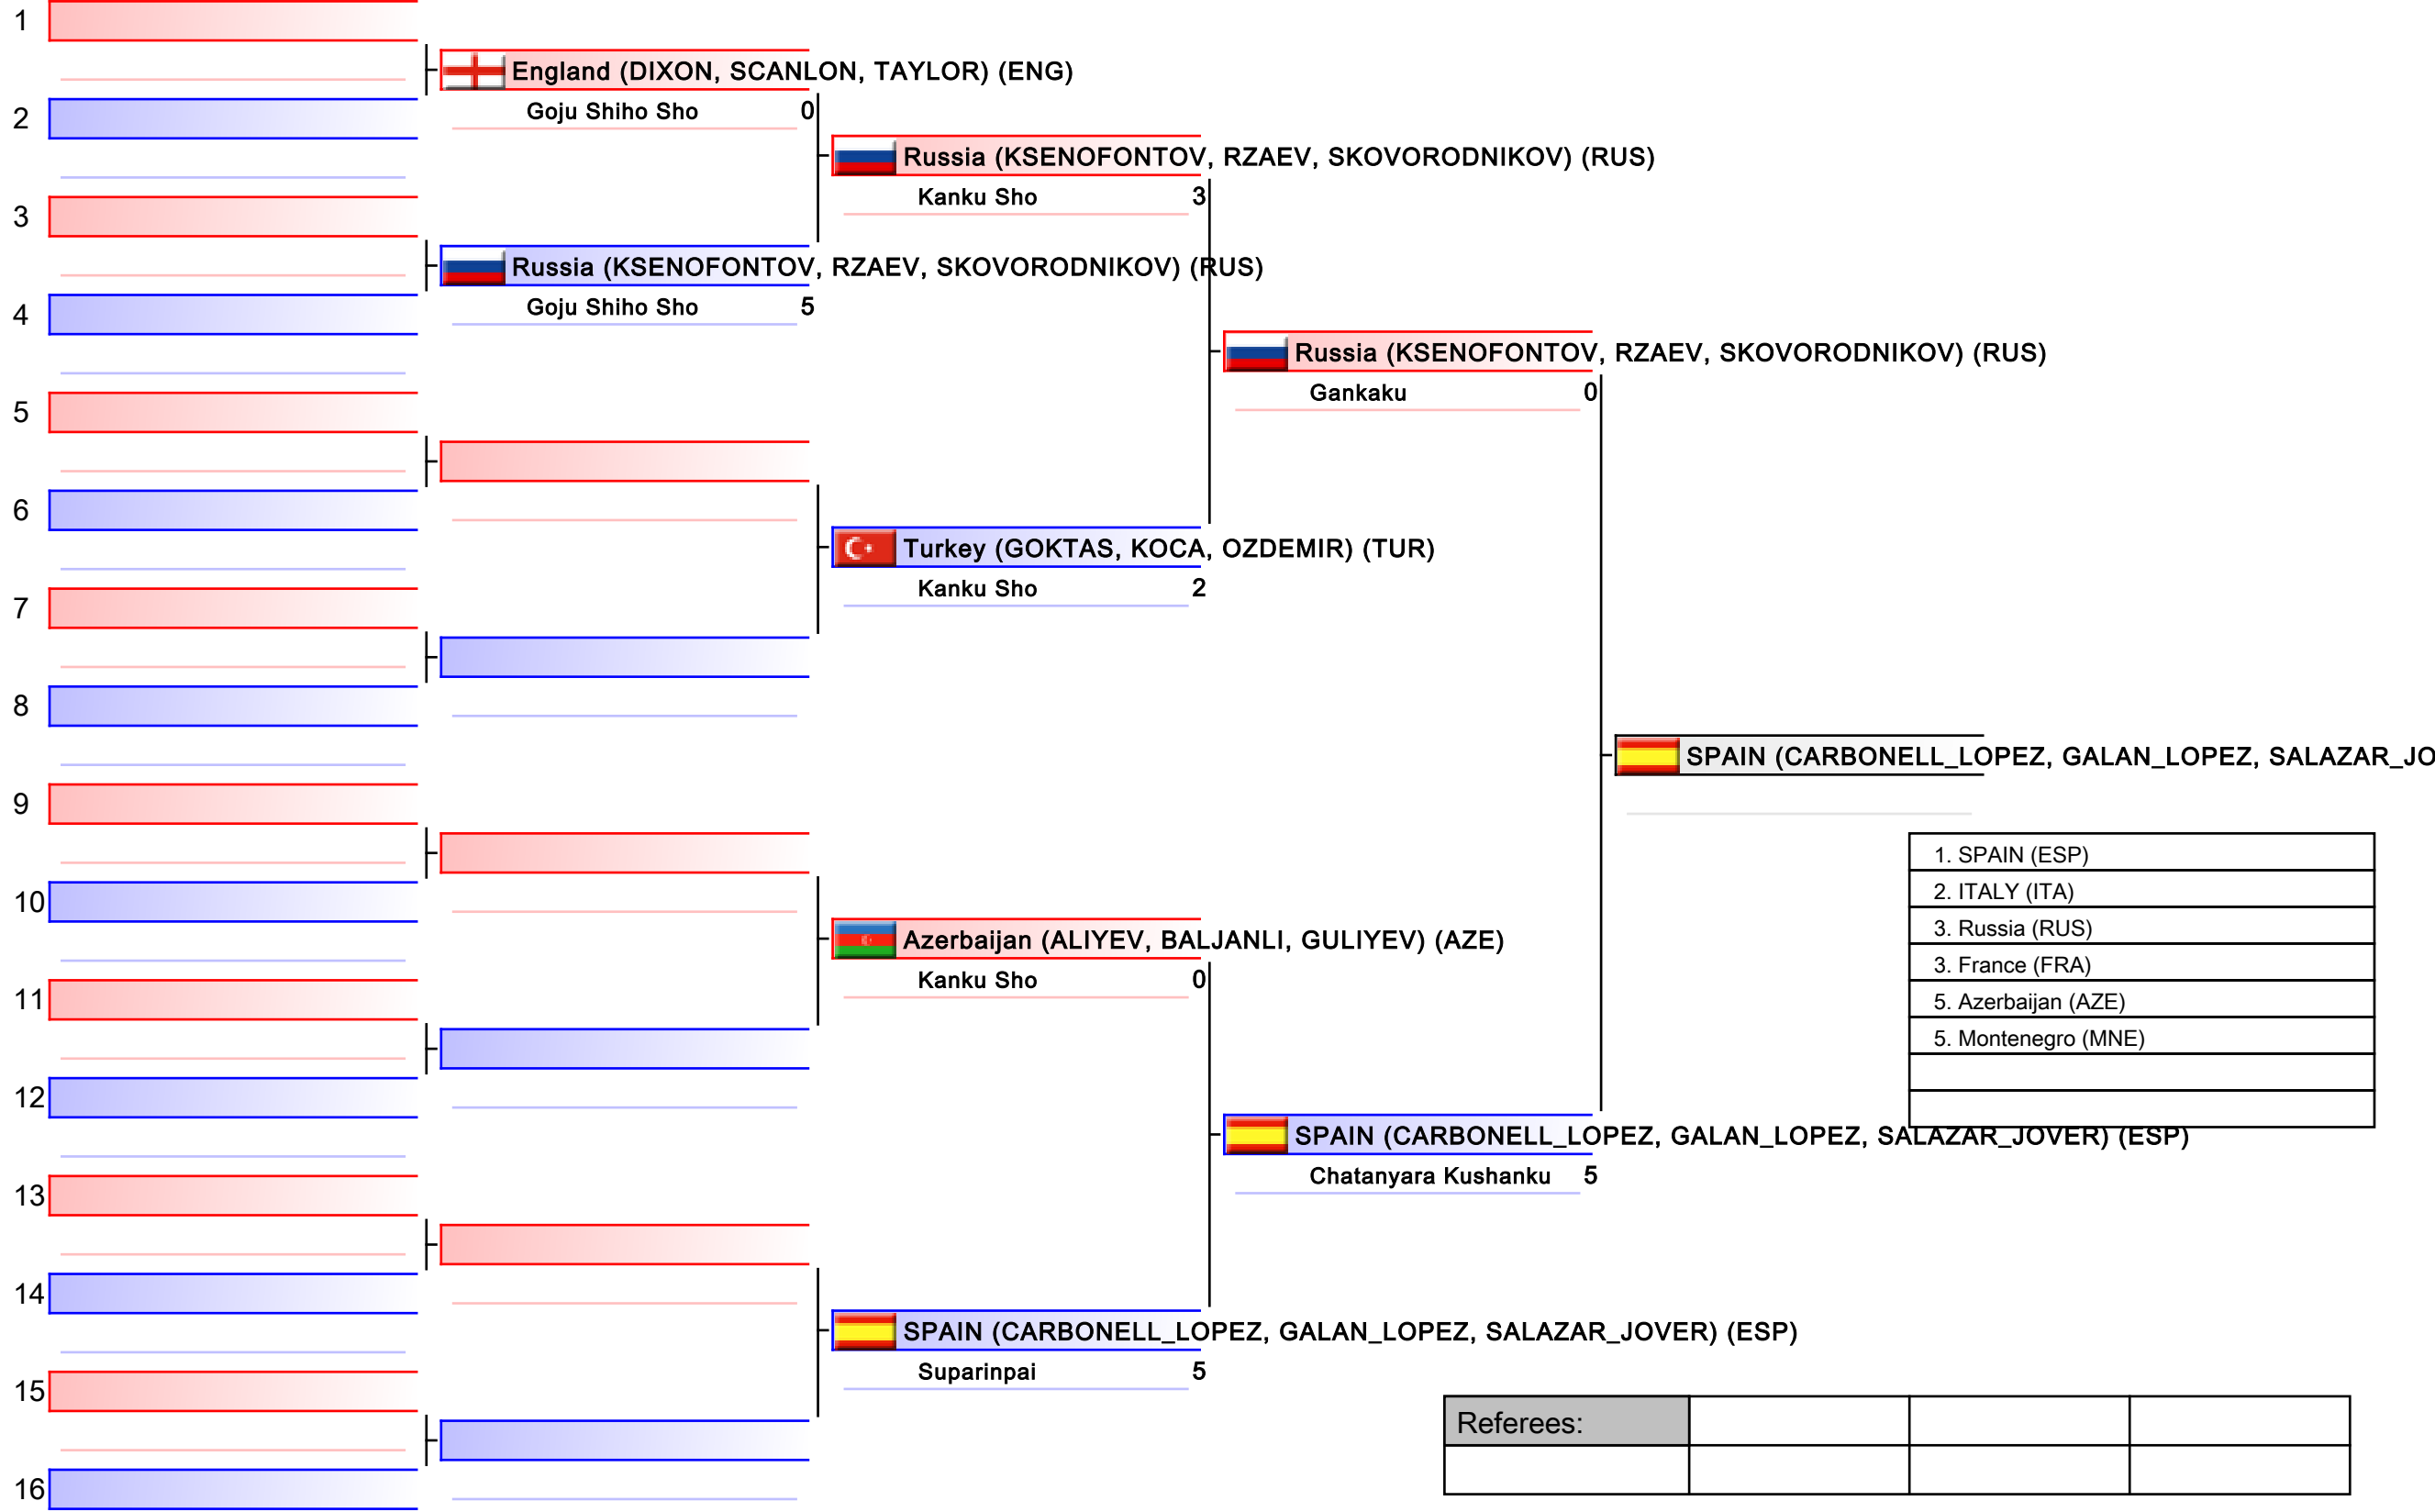 1
England (DIXON, SCANLON, TAYLOR) (ENG)
Goju Shiho Sho 0
2
Russia (KSENOFONTOV, RZAEV, SKOVORODNIKOV) (RUS)
Kanku Sho 3
3
Russia (KSENOFONTOV, RZAEV, SKOVORODNIKOV) (RUS)
Goju Shiho Sho 5
4
Russia (KSENOFONTOV, RZAEV, SKOVORODNIKOV) (RUS)
Gankaku 0
5
6
Turkey (GOKTAS, KOCA, OZDEMIR) (TUR)
Kanku Sho 2
7
8
SPAIN (CARBONELL_LOPEZ, GALAN_LOPEZ, SALAZAR_JO
9
1. SPAIN (ESP)
2. ITALY (ITA)
3. Russia (RUS)
3. France (FRA)
5. Azerbaijan (AZE)
5. Montenegro (MNE)
10
Azerbaijan (ALIYEV, BALJANLI, GULIYEV) (AZE)
Kanku Sho 0
11
12
SPAIN (CARBONELL_LOPEZ, GALAN_LOPEZ, SALAZAR_JOVER) (ESP)
Chatanyara Kushanku 5
13
14
SPAIN (CARBONELL_LOPEZ, GALAN_LOPEZ, SALAZAR_JOVER) (ESP)
Suparinpai 5
15
Referees:
16